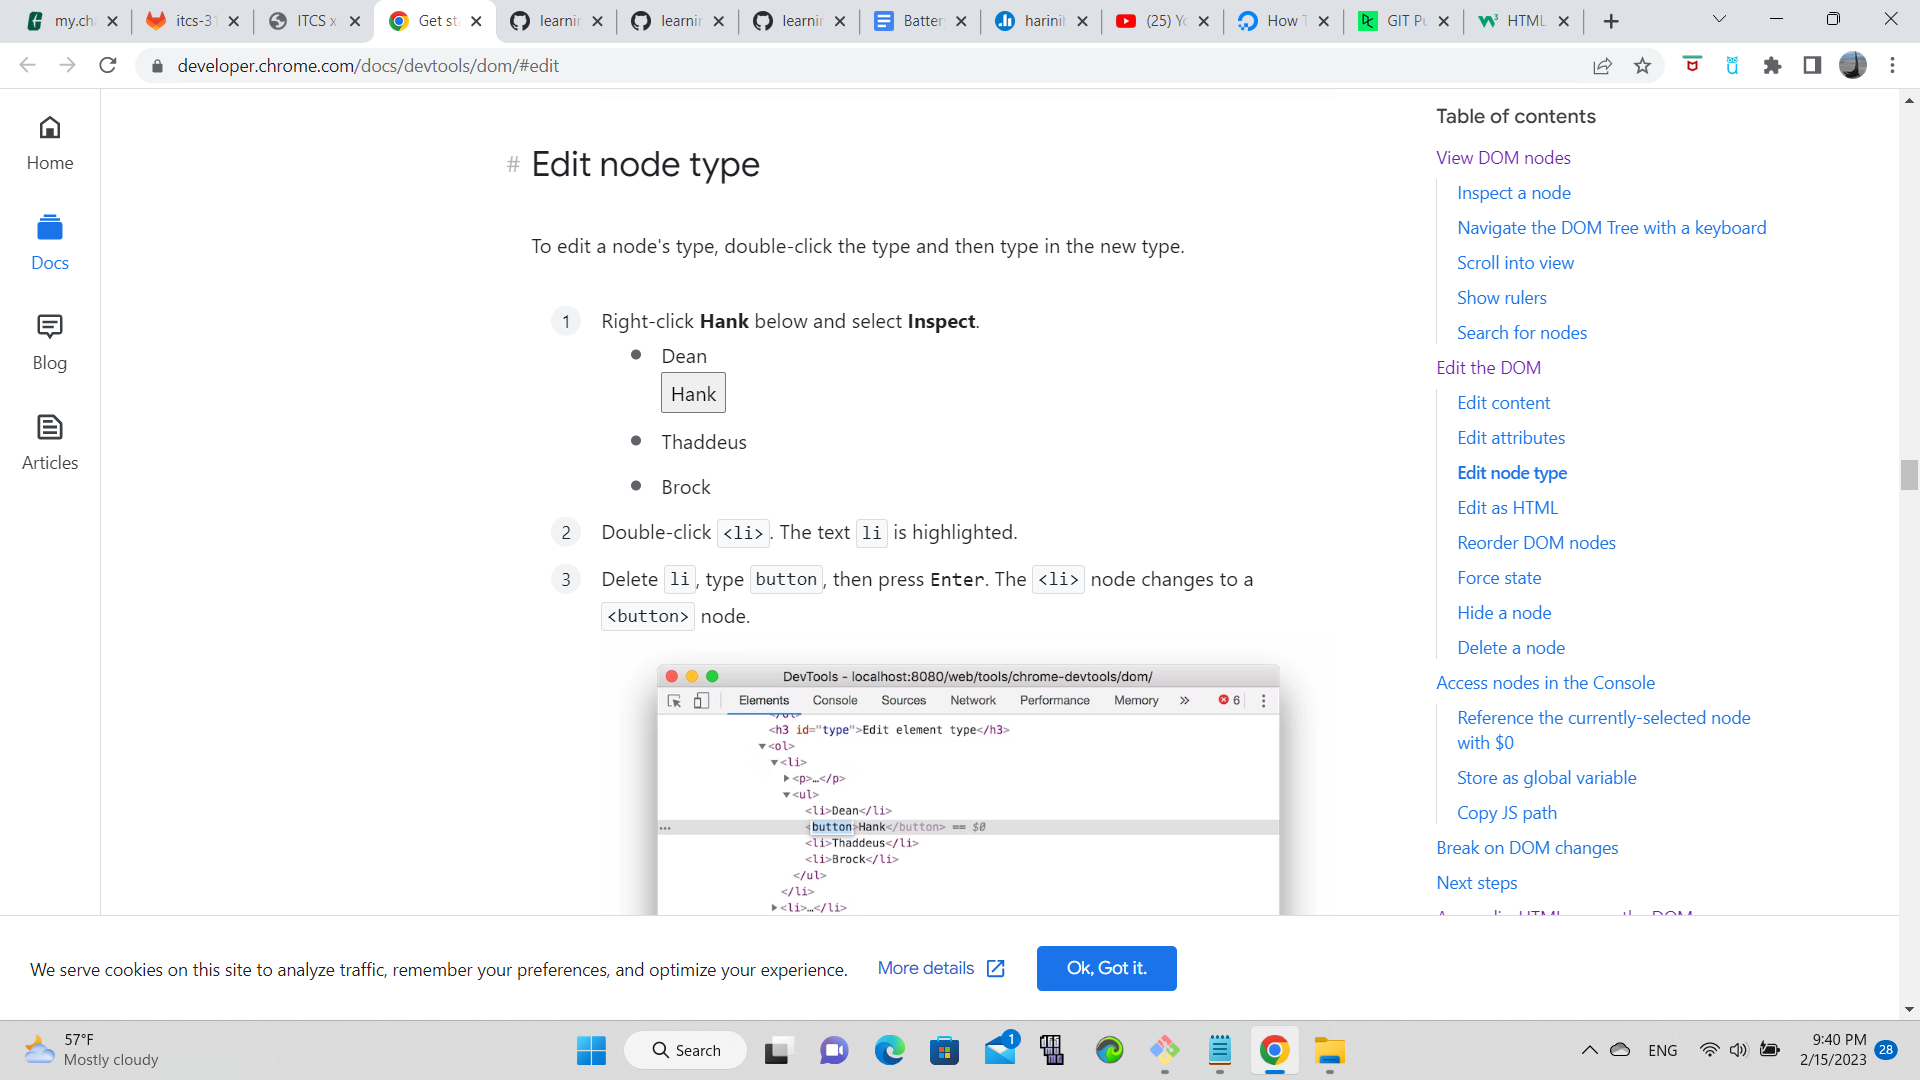 my.cha
itcs-31
ITCS x
Get sta
learnin
learnin
learnin
Batter
harinih
(25) Yo
How T
GIT Pu
HTML
developer.chrome.com/docs/devtools/dom/#edit
Home
Docs
Blog
Articles
# Edit node type
To edit a node's type, double-click the type and then type in the new type.
1 Right-click Hank below and select Inspect.
Dean
Hank
Thaddeus
Brock
2 Double-click <li>. The text li is highlighted.
3 Delete li, type button, then press Enter. The <li> node changes to a
<button> node.
DevTools - localhost:8080/web/tools/chrome-devtools/dom/
Elements Console Sources Network Performance Memory » 6
</ol>
<h3 id="type">Edit element type</h3>
▼<ol>
▼<li>
▶<p>…</p>
▼<ul>
<li>Dean</li>
<button>Hank</button> == $0
<li>Thaddeus</li>
<li>Brock</li>
</ul>
</li>
▶<li>…</li>
Table of contents
View DOM nodes
Inspect a node
Navigate the DOM Tree with a keyboard
Scroll into view
Show rulers
Search for nodes
Edit the DOM
Edit content
Edit attributes
Edit node type
Edit as HTML
Reorder DOM nodes
Force state
Hide a node
Delete a node
Access nodes in the Console
Reference the currently-selected node
with $0
Store as global variable
Copy JS path
Break on DOM changes
Next steps
We serve cookies on this site to analyze traffic, remember your preferences, and optimize your experience. More details Ok, Got it.
57°F
Mostly cloudy
Search
1
ENG
9:40 PM
2/15/2023
28